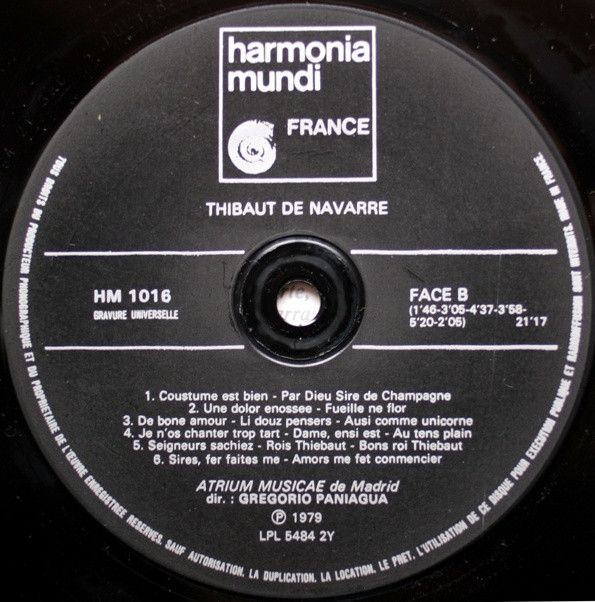 harmonia
mundi
FRANCE
THIBAUT DE NAVARRE
HM 1016
GRAVURE UNIVERSELLE
FACE B
(1'46-3'05-4'37-3'58-
5'20-2'05) 21'17
1. Coustume est bien - Par Dieu Sire de Champagne
2. Une dolor enossee - Fueille ne flor
3. De bone amour - Li douz pensers - Ausi comme unicorne
4. Je n'os chanter trop tart - Dame, ensi est - Au tens plain
5. Seigneurs sachiez - Rois Thiebaut - Bons roi Thiebaut
6. Sires, fer faites me - Amors me fet conmencier
ATRIUM MUSICAE de Madrid
dir. : GREGORIO PANIAGUA
℗ 1979
LPL 5484 2Y
TOUS DROITS DU PRODUCTEUR PHONOGRAPHIQUE ET DU PROPRIETAIRE DE L'ŒUVRE ENREGISTREE RESERVES. SAUF AUTORISATION, LA DUPLICATION, LA LOCATION, LE PRET, L'UTILISATION DE CE DISQUE POUR EXECUTION PUBLIQUE ET RADIODIFFUSION SONT INTERDITS. MADE IN FRANCE.